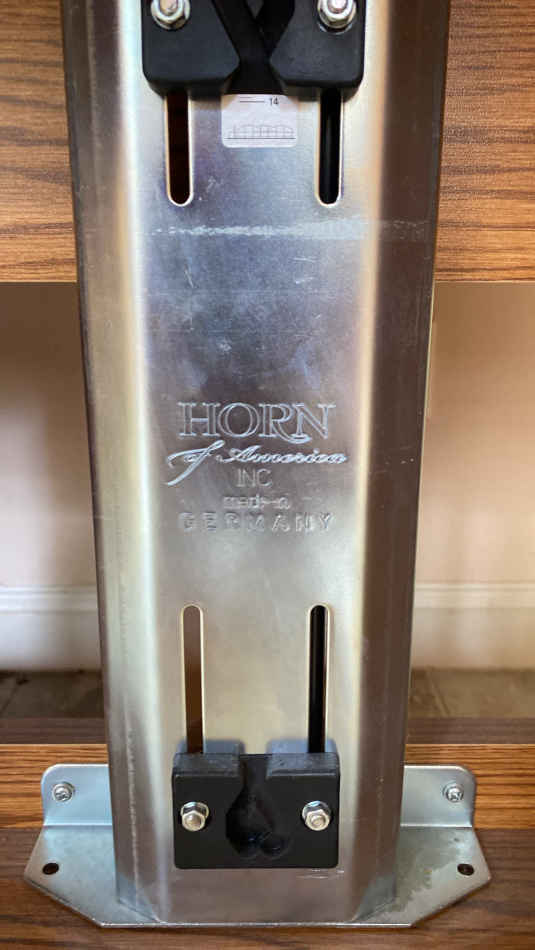 14
HORN
of America
INC
made in
GERMANY